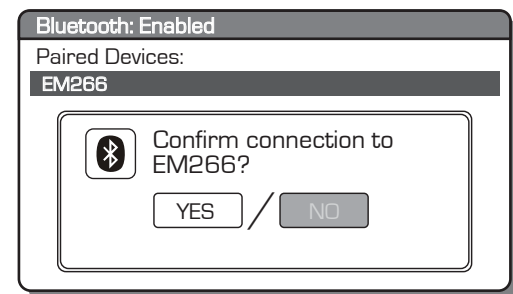 Bluetooth: Enabled
Paired Devices:
EM266
Confirm connection to
EM266?
YES / NO